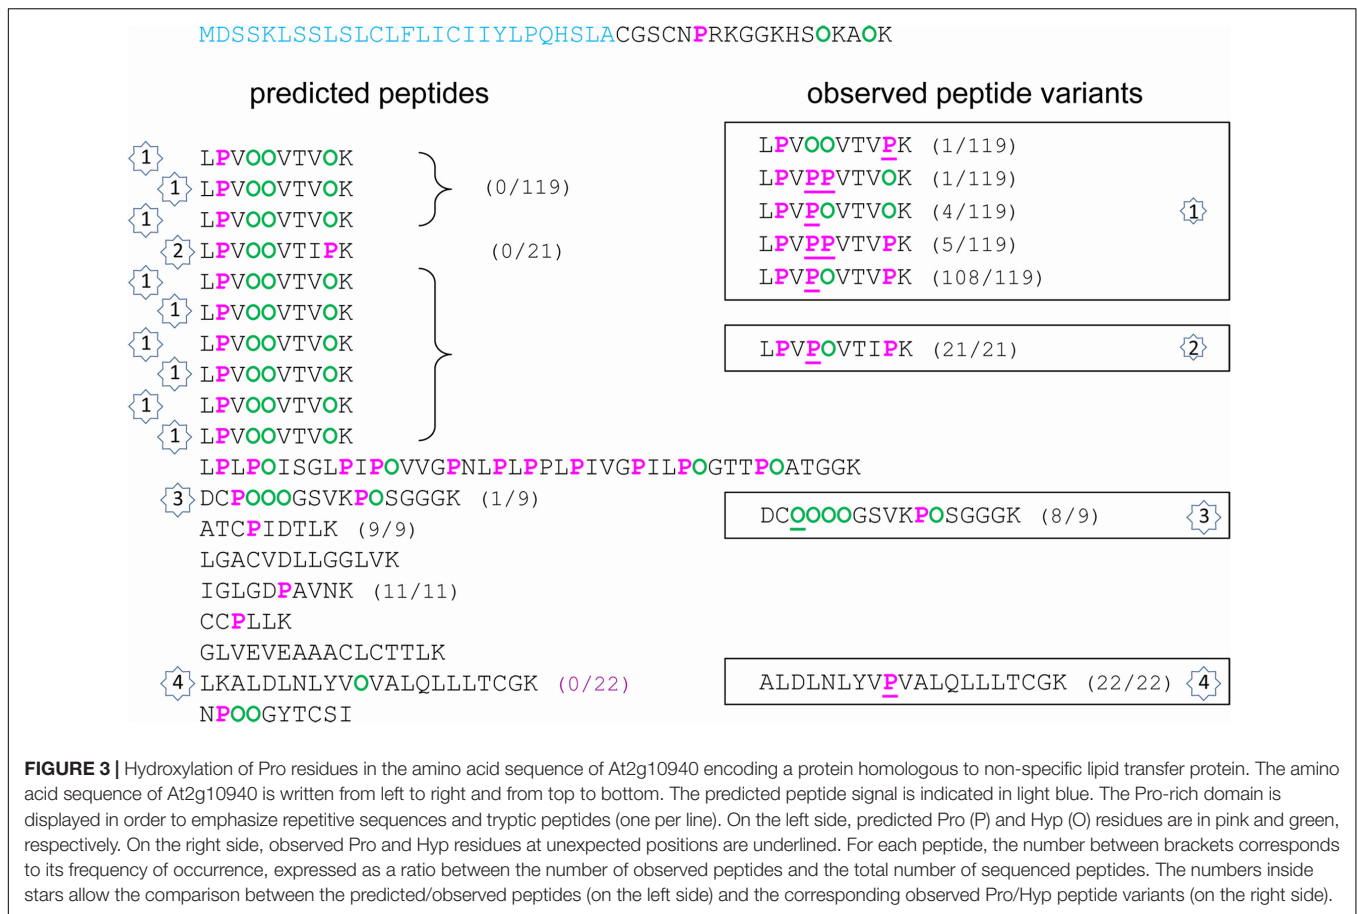 MDSSKLSSLSLCLFLICIIYLPQHSLACGSCNPRKGGKHSOKAOK
predicted peptides
observed peptide variants
1 LPVOOVTVOK
1 LPVOOVTVOK (0/119)
1 LPVOOVTVOK
2 LPVOOVTIPK (0/21)
1 LPVOOVTVOK
1 LPVOOVTVOK
1 LPVOOVTVOK
1 LPVOOVTVOK
1 LPVOOVTVOK
1 LPVOOVTVOK
LPLPOISGLPIPOVVGPNLPLPPLPIVGPILPOGTTPOATGGK
3 DCPOOOGSVKPOSGGGK (1/9)
ATCPIDTLK (9/9)
LGACVDLLGGLVK
IGLGDPAVNK (11/11)
CCPLLK
GLVEVEAAACLCTTLK
4 LKALDLNLYVOVALQLLLTCGK (0/22)
NPOOGYTCSI
LPVOOVTVPK (1/119)
LPVPPVTVOK (1/119)
LPVPOVTVOK (4/119) 1
LPVPPVTVPK (5/119)
LPVPOVTVPK (108/119)
LPVPOVTIPK (21/21) 2
DCOOOOGSVKPOSGGGK (8/9) 3
ALDLNLYVPVALQLLLTCGK (22/22) 4
FIGURE 3 | Hydroxylation of Pro residues in the amino acid sequence of At2g10940 encoding a protein homologous to non-specific lipid transfer protein. The amino
acid sequence of At2g10940 is written from left to right and from top to bottom. The predicted peptide signal is indicated in light blue. The Pro-rich domain is
displayed in order to emphasize repetitive sequences and tryptic peptides (one per line). On the left side, predicted Pro (P) and Hyp (O) residues are in pink and green,
respectively. On the right side, observed Pro and Hyp residues at unexpected positions are underlined. For each peptide, the number between brackets corresponds
to its frequency of occurrence, expressed as a ratio between the number of observed peptides and the total number of sequenced peptides. The numbers inside
stars allow the comparison between the predicted/observed peptides (on the left side) and the corresponding observed Pro/Hyp peptide variants (on the right side).